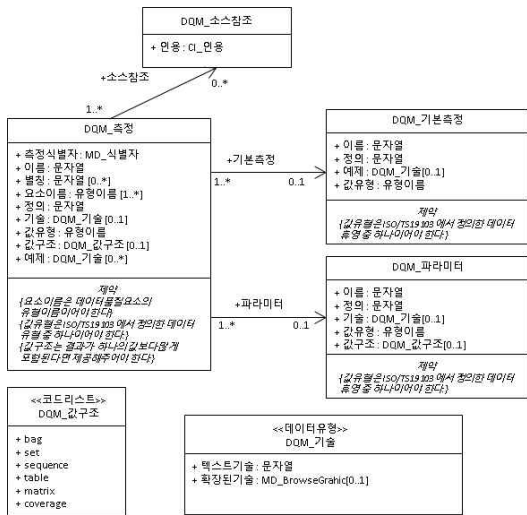 DQM_소스참조
+ 인용 : CI_인용
+소스참조
0..*
1..*
DQM_측정
+ 측정식별자 : MD_식별자
+ 이름 : 문자열
+ 별칭 : 문자열 [0..*]
+ 요소이름 : 유형이름 [1..*]
+ 정의 : 문자열
+ 기술 : DQM_기술[0..1]
+ 값유형 : 유형이름
+ 값구조 : DQM_값구조[0..1]
+ 예제 : DQM_기술[0..*]
제약
{요소이름은 데이터품질요소의
유형이름이어야 한다}
{값유형은ISO/TS19103 에서 정의한 데이터
유형 중 하나이어야 한다.}
{값구조는 결과가 하나의값보다많게
포함된다면 제공해주어야 한다}
+기본측정
1..*
0..1
DQM_기본측정
+ 이름 : 문자열
+ 정의 : 문자열
+ 예제 : DQM_기술[0..1]
+ 값유형 : 유형이름
제약
{값유형은ISO/TS19103 에서 정의한 데이터
유형 중 하나이어야 한다.}
+파라미터
1..*
0..1
DQM_파라미터
+ 이름 : 문자열
+ 정의 : 문자열
+ 기술 : DQM_기술[0..1]
+ 값유형 : 유형이름
+ 값구조 : DQM_값구조[0..1]
제약
{값유형은ISO/TS19103 에서 정의한 데이터
유형 중 하나이어야 한다.}
<<코드리스트>>
DQM_값구조
+ bag
+ set
+ sequence
+ table
+ matrix
+ coverage
<<데이터유형>>
DQM_기술
+ 텍스트기술 : 문자열
+ 확장된기술 : MD_BrowseGrahic[0..1]